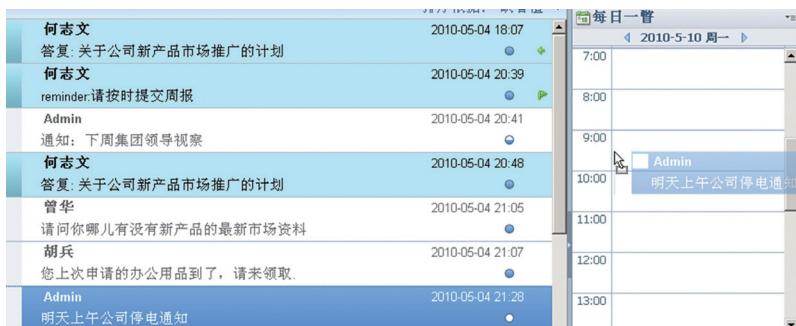 何志文 2010-05-04 18:07
答复: 关于公司新产品市场推广的计划
何志文 2010-05-04 20:39
reminder:请按时提交周报
Admin 2010-05-04 20:41
通知: 下周集团领导视察
何志文 2010-05-04 20:48
答复: 关于公司新产品市场推广的计划
曾华 2010-05-04 21:05
请问你哪儿有没有新产品的最新市场资料
胡兵 2010-05-04 21:07
您上次申请的办公用品到了，请来领取.
Admin 2010-05-04 21:28
明天上午公司停电通知
每日一瞥
2010-5-10 周一
7:00
8:00
9:00
Admin
10:00 明天上午公司停电通知
11:00
12:00
13:00